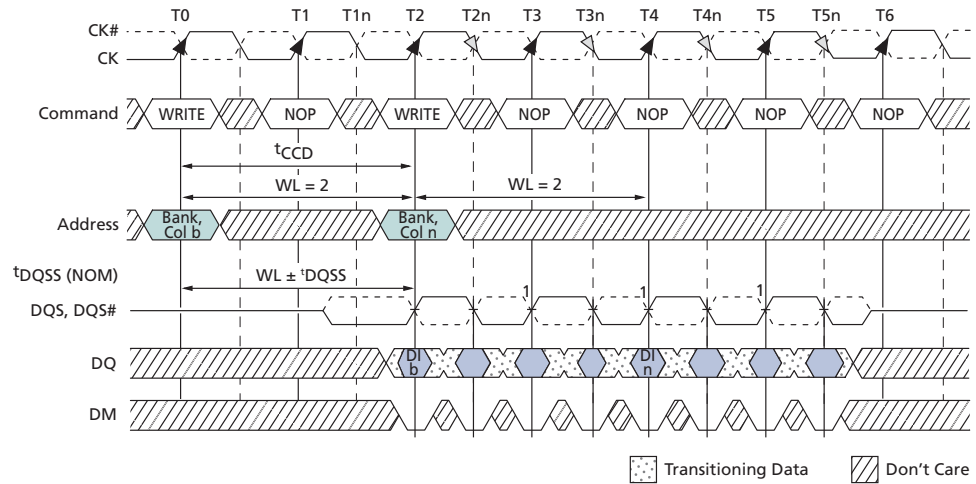 T0 T1 T1n T2 T2n T3 T3n T4 T4n T5 T5n T6
CK#
CK
Command WRITE NOP WRITE NOP NOP NOP NOP
tCCD
WL = 2 WL = 2
Address Bank, Col b Bank, Col n
tDQSS (NOM)
WL ± tDQSS
DQS, DQS# 1 1 1
DQ DI b DI n
DM
Transitioning Data Don't Care